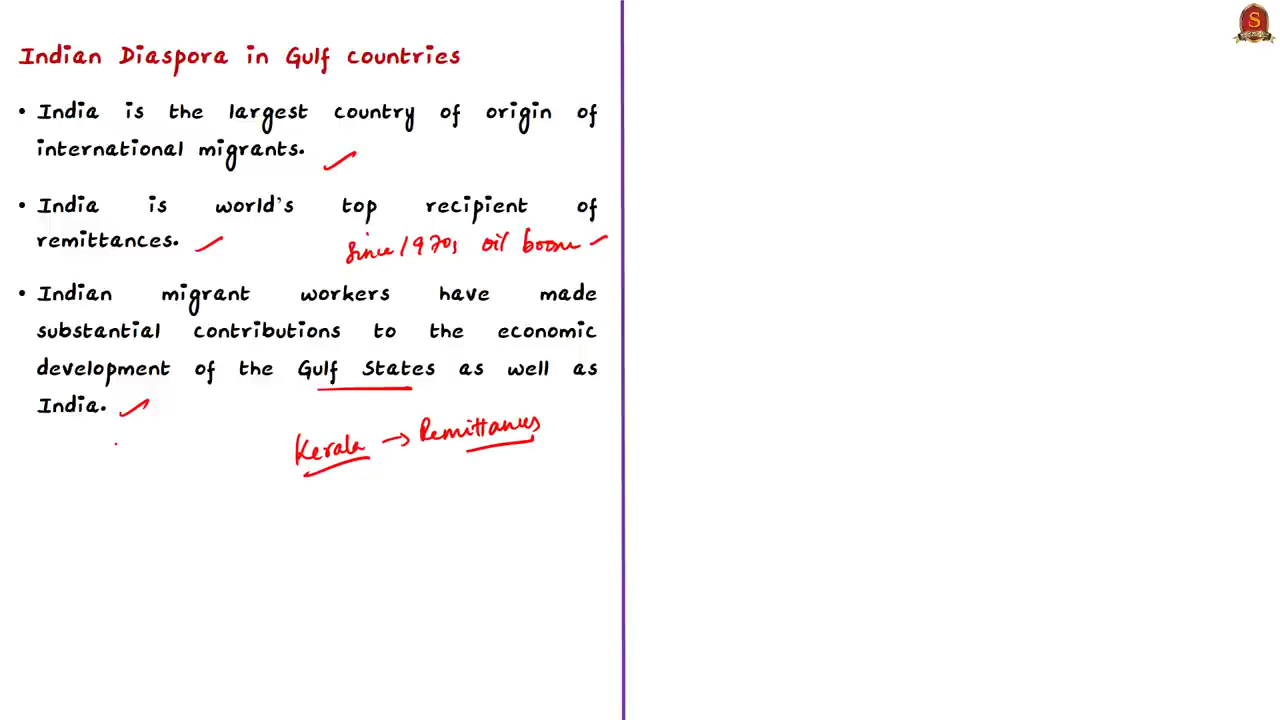 Indian Diaspora in Gulf countries
• India is the largest country of origin of
international migrants.
• India is world's top recipient of
remittances.
since 1970s oil boom
• Indian migrant workers have made
substantial contributions to the economic
development of the Gulf States as well as
India.
Kerala → Remittances
S